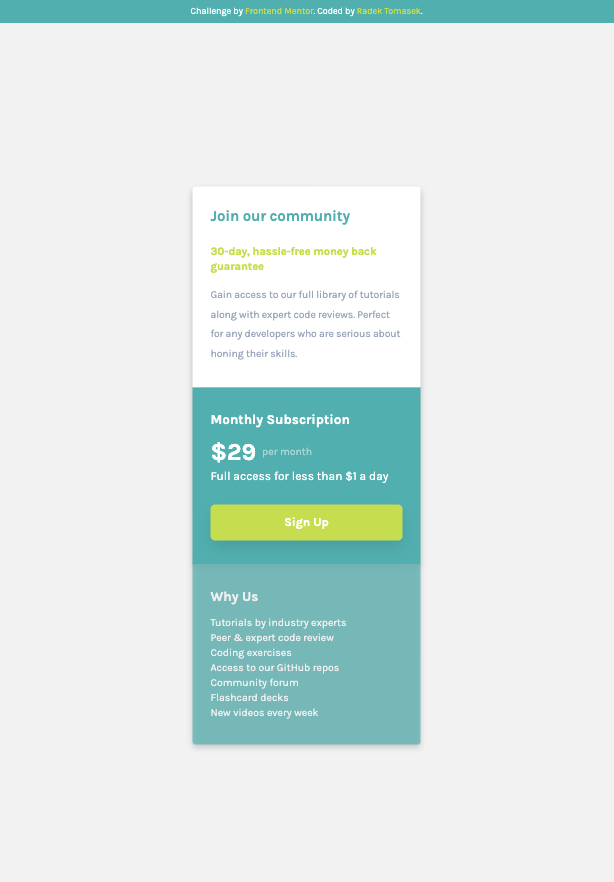 Challenge by Frontend Mentor. Coded by Radek Tomasek.
Join our community
30-day, hassle-free money back
guarantee
Gain access to our full library of tutorials
along with expert code reviews. Perfect
for any developers who are serious about
honing their skills.
Monthly Subscription
$29 per month
Full access for less than $1 a day
Sign Up
Why Us
Tutorials by industry experts
Peer & expert code review
Coding exercises
Access to our GitHub repos
Community forum
Flashcard decks
New videos every week